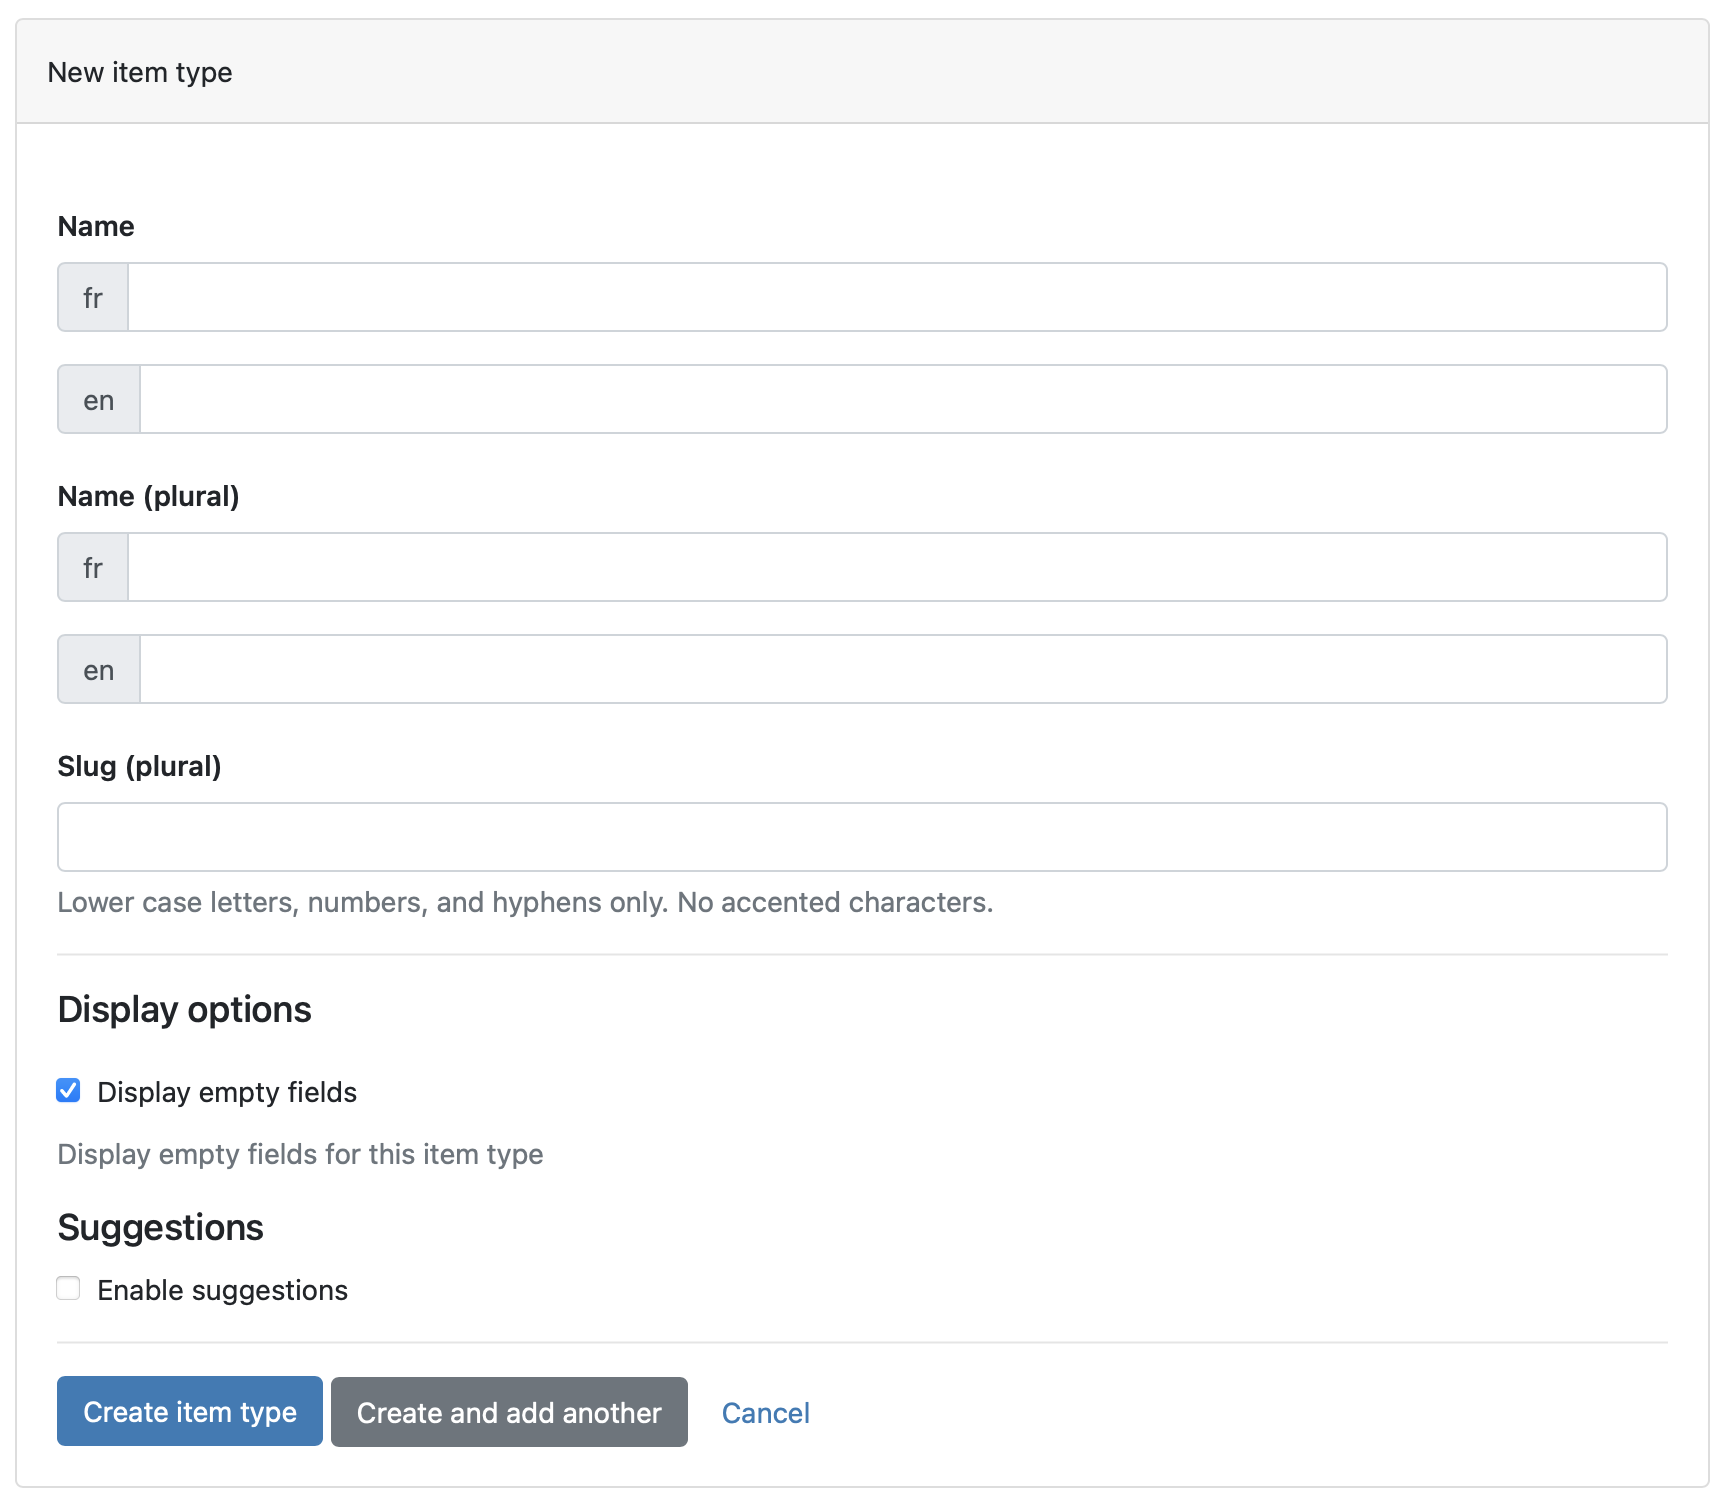 New item type
Name
fr
en
Name (plural)
fr
en
Slug (plural)
Lower case letters, numbers, and hyphens only. No accented characters.
Display options
Display empty fields
Display empty fields for this item type
Suggestions
Enable suggestions
Create item type Create and add another Cancel